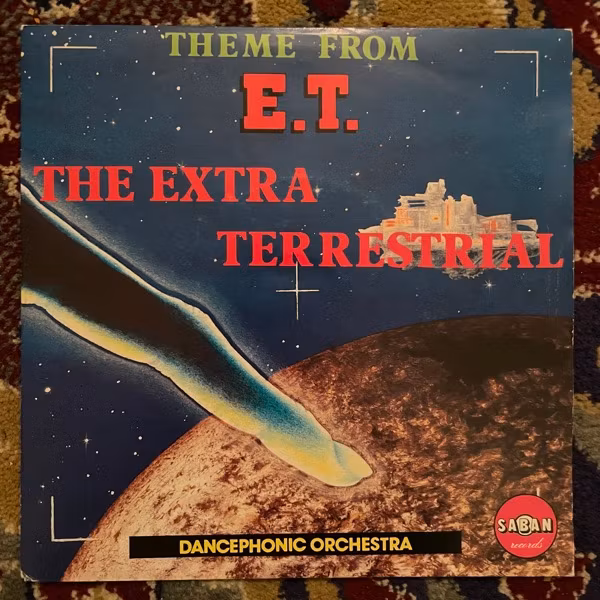 THEME FROM
E.T.
THE EXTRA
TERRESTRIAL
DANCEPHONIC ORCHESTRA
SABAN
records